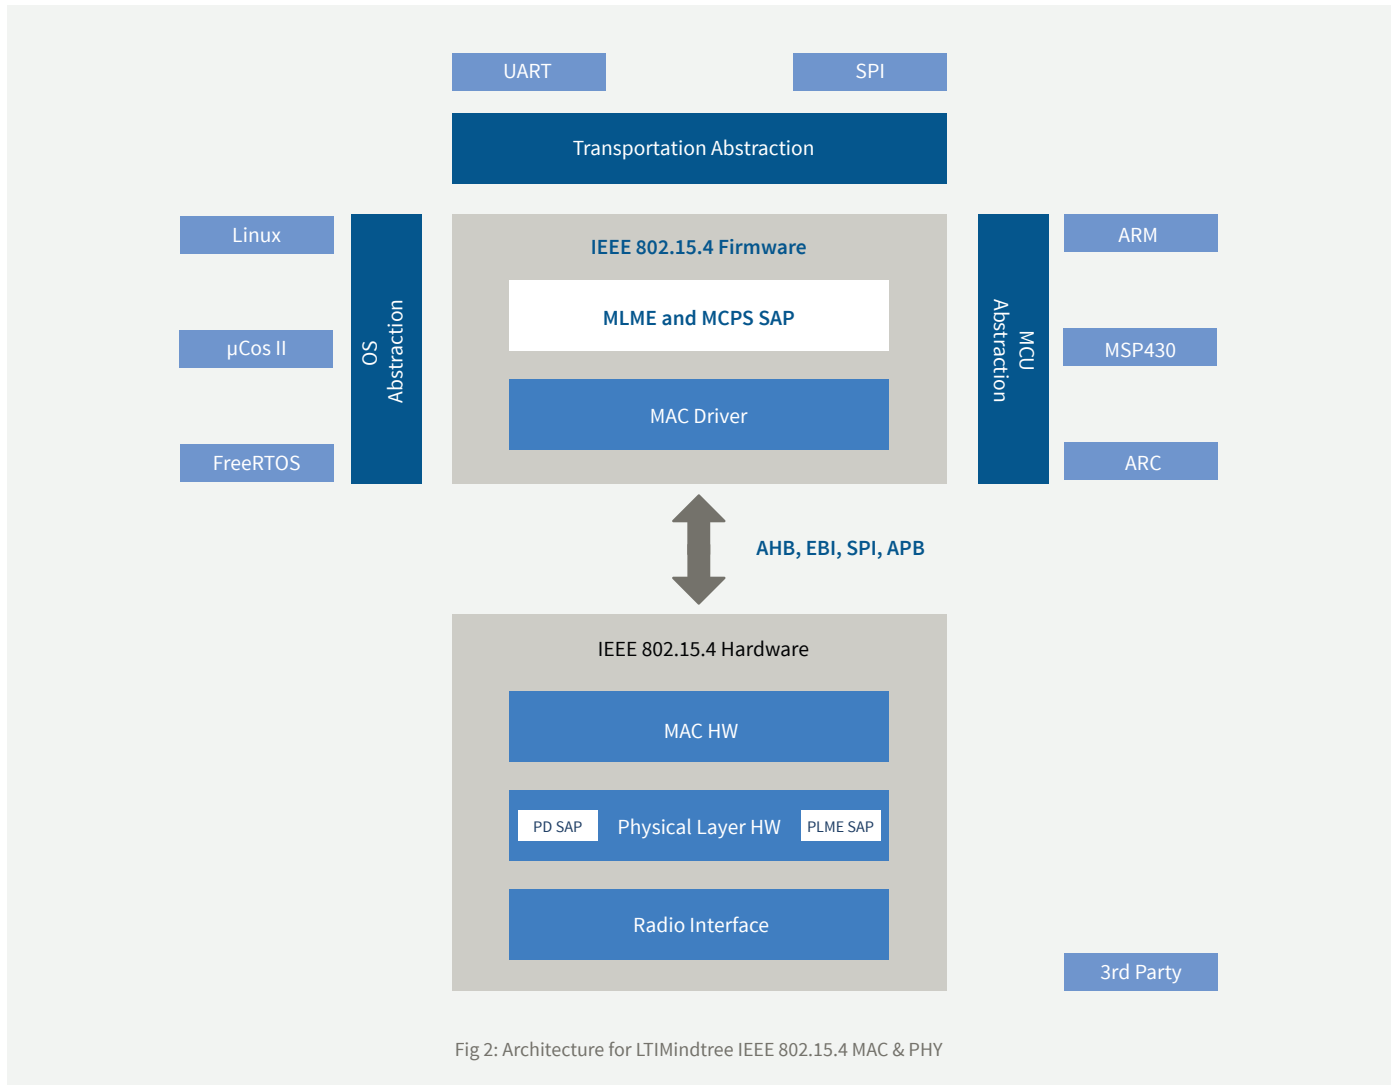 UART
SPI
Transportation Abstraction
Linux
µCos II
FreeRTOS
OS
Abstraction
IEEE 802.15.4 Firmware
MLME and MCPS SAP
MAC Driver
MCU
Abstraction
ARM
MSP430
ARC
AHB, EBI, SPI, APB
IEEE 802.15.4 Hardware
MAC HW
PD SAP
Physical Layer HW
PLME SAP
Radio Interface
3rd Party
Fig 2: Architecture for LTIMindtree IEEE 802.15.4 MAC & PHY